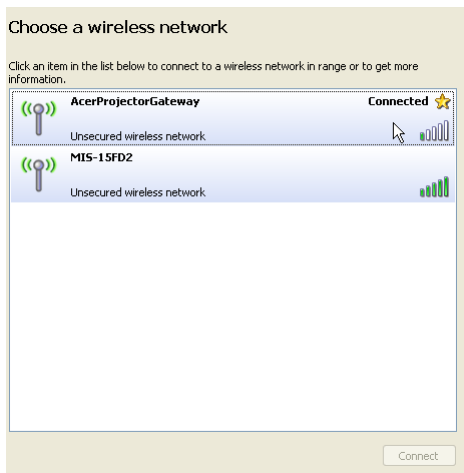 Choose a wireless network
Click an item in the list below to connect to a wireless network in range or to get more
information.
AcerProjectorGateway Connected
Unsecured wireless network
MIS-15FD2
Unsecured wireless network
Connect